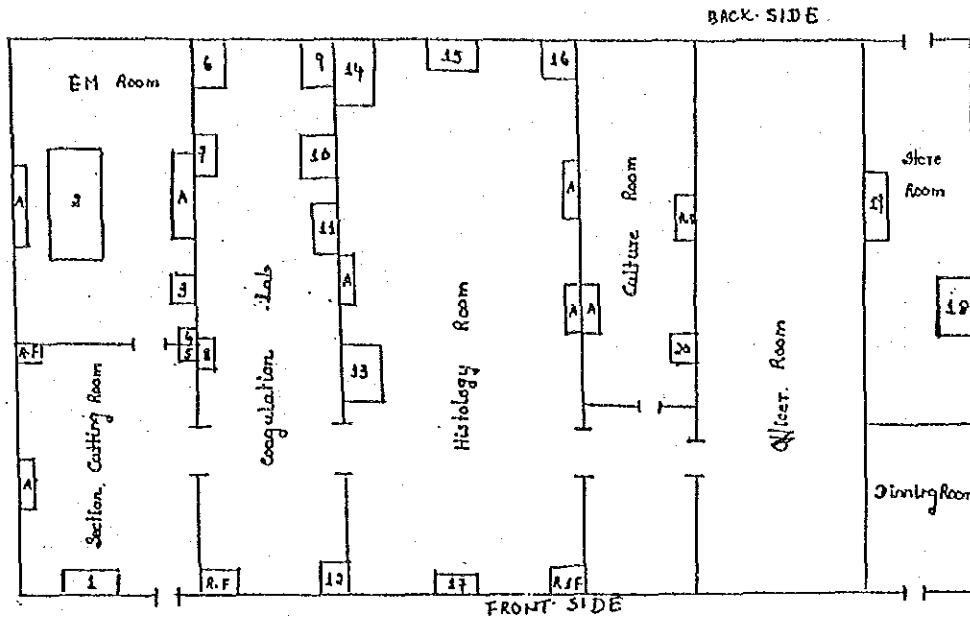 BACK. SIDE
EM Room
6
9
14
15
16
7
10
A
2
A
A
Culture Room
Store
Room
11
3
A
Coagulation Lab
Histology Room
A
A
18
4
5
8
R.F
13
20
Officer. Room
Section. Cutting Room
A
Dinning Room
1
R.F
12
17
R.F
FRONT. SIDE